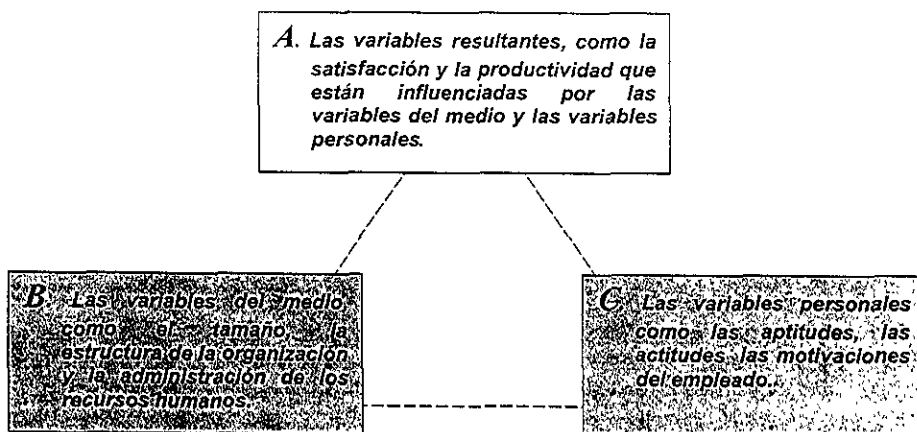 A. Las variables resultantes, como la
satisfacción y la productividad que
están influenciadas por las
variables del medio y las variables
personales.
B Las variables del medio
como el tamaño la
estructura de la organización
y la administración de los
recursos humanos.
C Las variables personales
como las aptitudes, las
actitudes las motivaciones
del empleado.